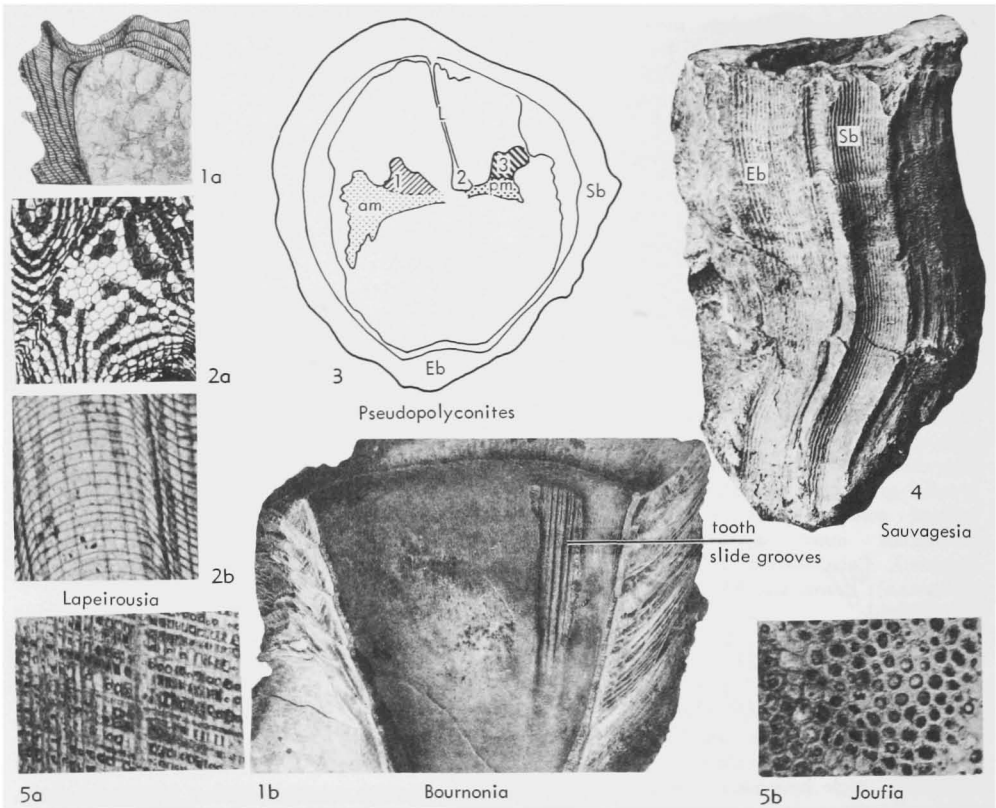 1a
2a
2b
Lapeirousia
5a
L
1
2
3
am
pm
Sb
Eb
3
Pseudopolyconites
Eb
Sb
4
Sauvagesia
tooth
slide grooves
1b
Bournonia
5b
Joufia